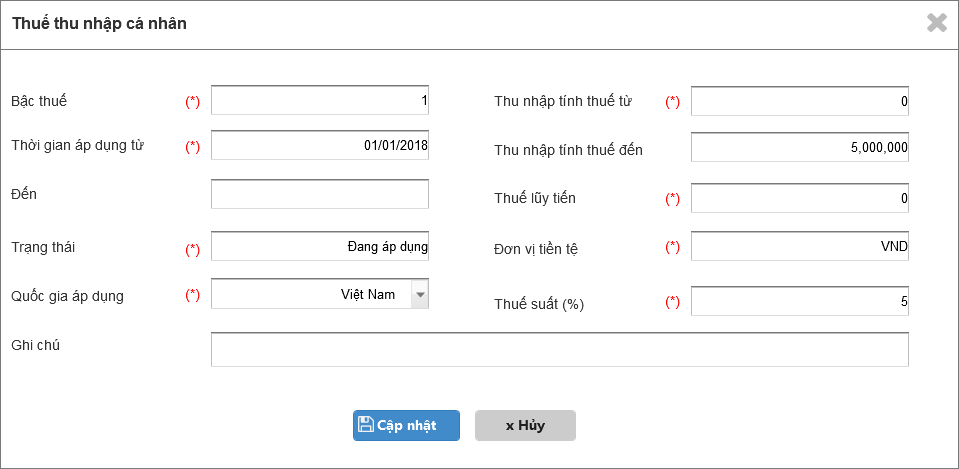 Thuế thu nhập cá nhân
Bậc thuế (*) 1 Thu nhập tính thuế từ (*) 0
Thời gian áp dụng từ (*) 01/01/2018 Thu nhập tính thuế đến 5,000,000
Đến Thuế lũy tiến (*) 0
Trạng thái (*) Đang áp dụng Đơn vị tiền tệ (*) VND
Quốc gia áp dụng (*) Việt Nam Thuế suất (%) (*) 5
Ghi chú
Cập nhật x Hủy